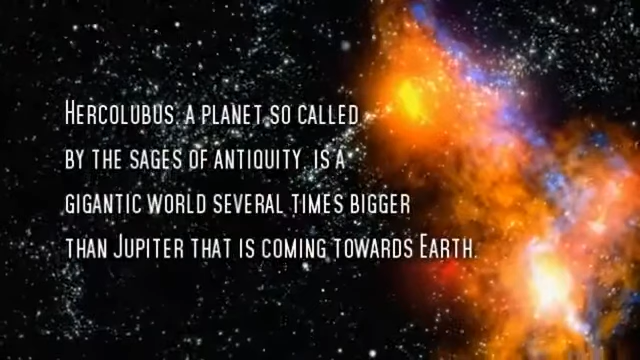 Hercolubus, a planet so called
by the sages of antiquity, is a
gigantic world several times bigger
than Jupiter that is coming towards Earth.